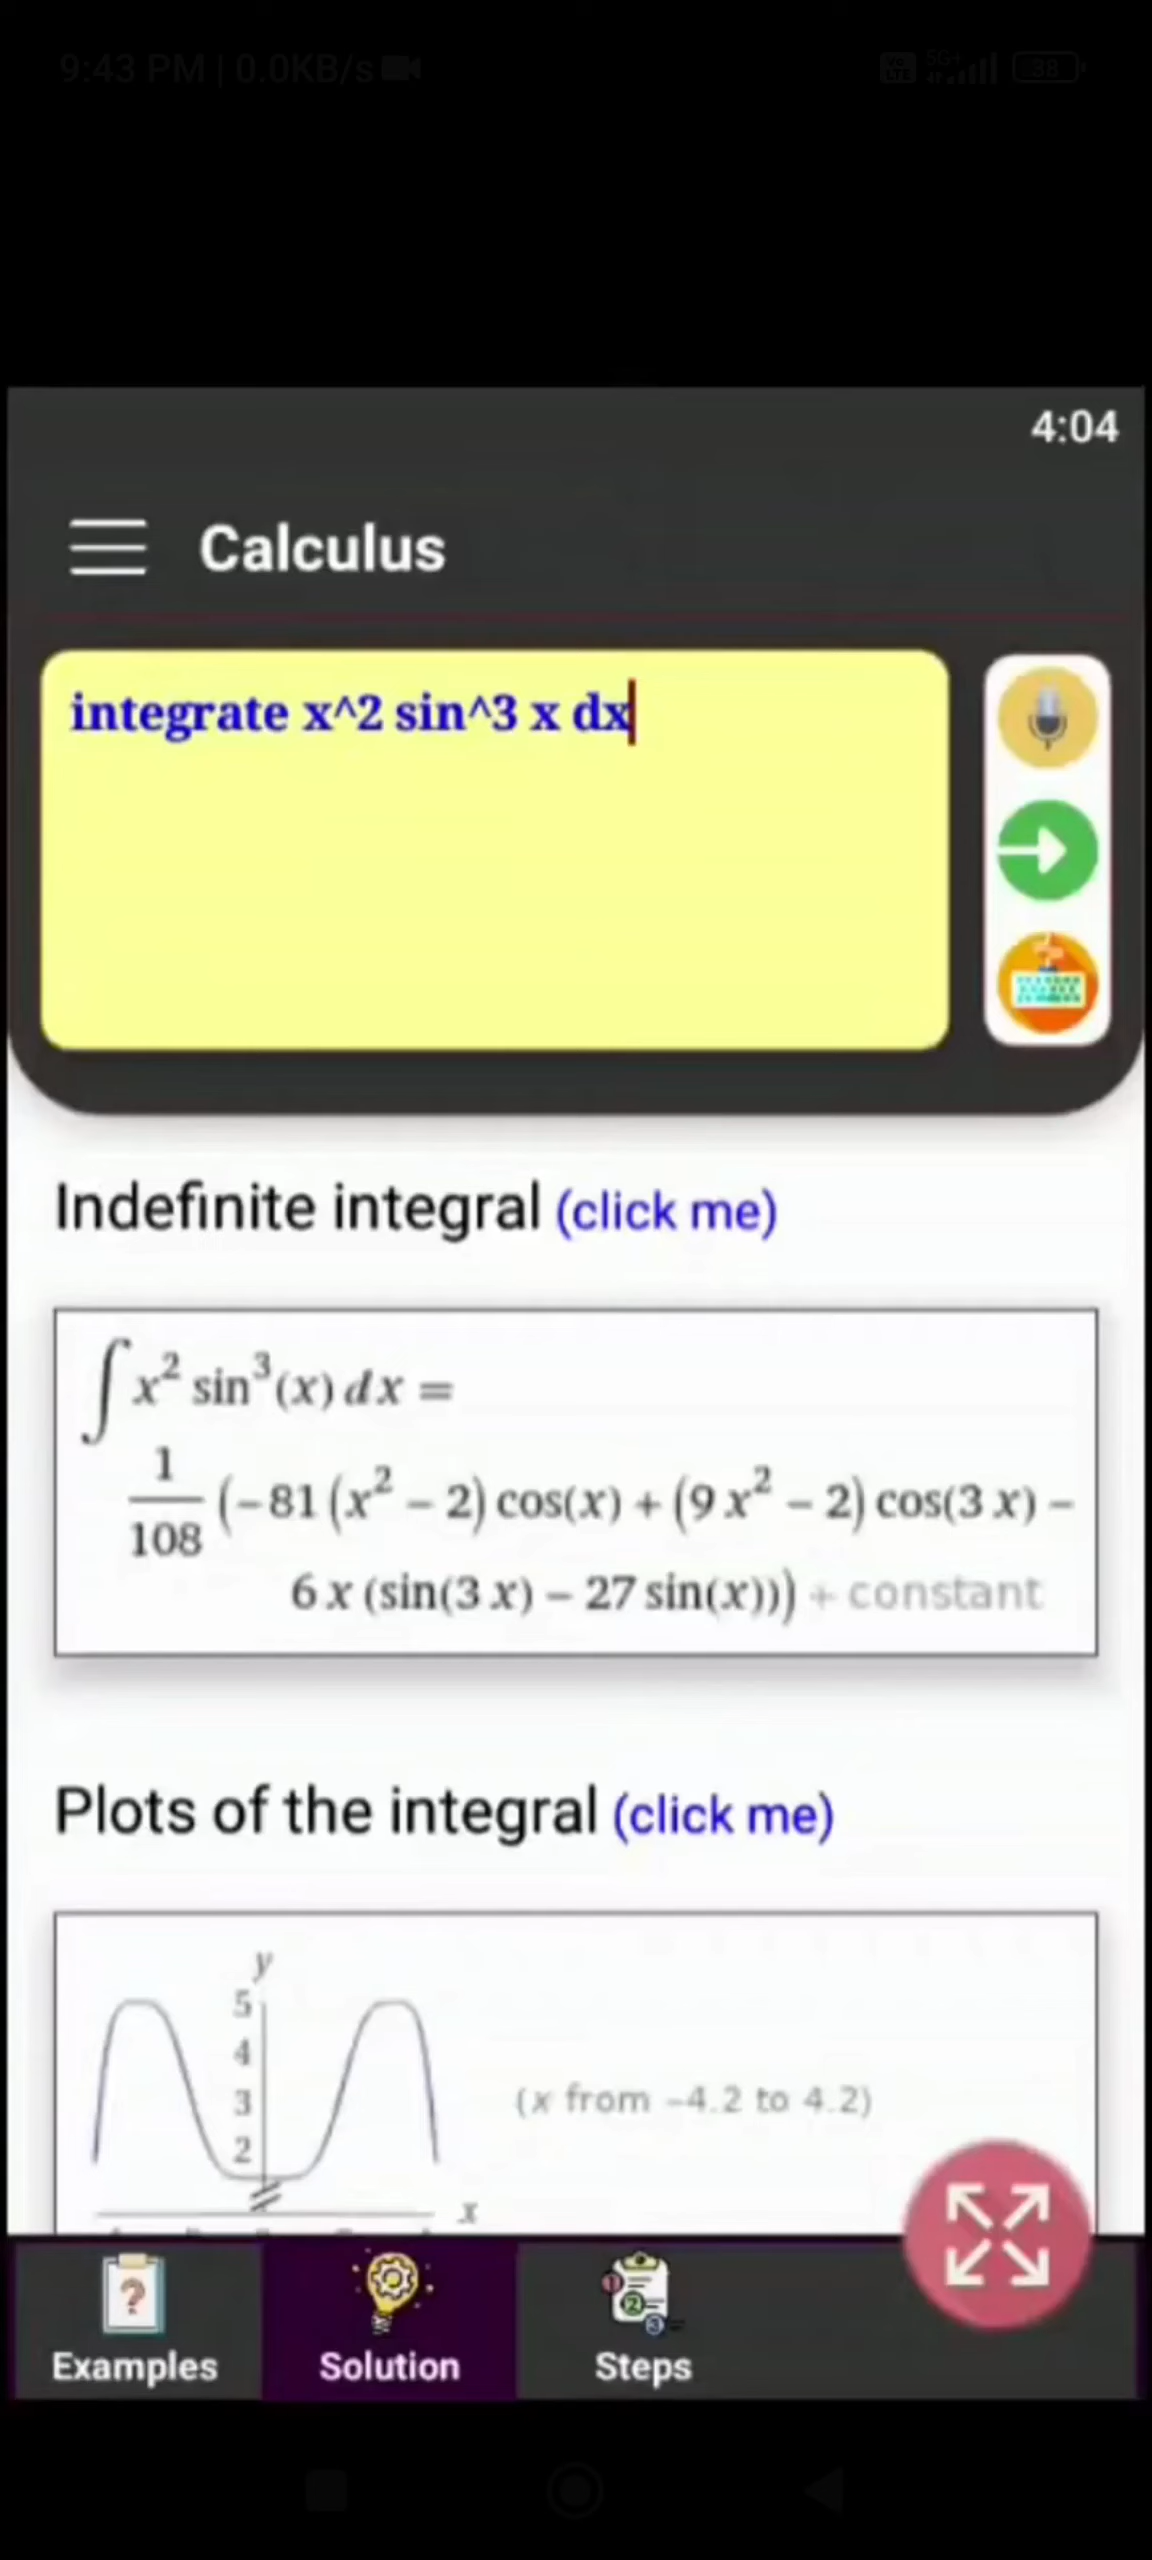 9:43 PM | 0.0KB/s
5G+
38
4:04
Calculus
integrate x^2 sin^3 x dx
Indefinite integral (click me)
∫ x² sin³(x) dx =
1/108 (−81 (x² − 2) cos(x) + (9 x² − 2) cos(3 x) −
6 x (sin(3 x) − 27 sin(x))) + constant
Plots of the integral (click me)
y
5
4
3
2
(x from −4.2 to 4.2)
x
Examples
Solution
Steps